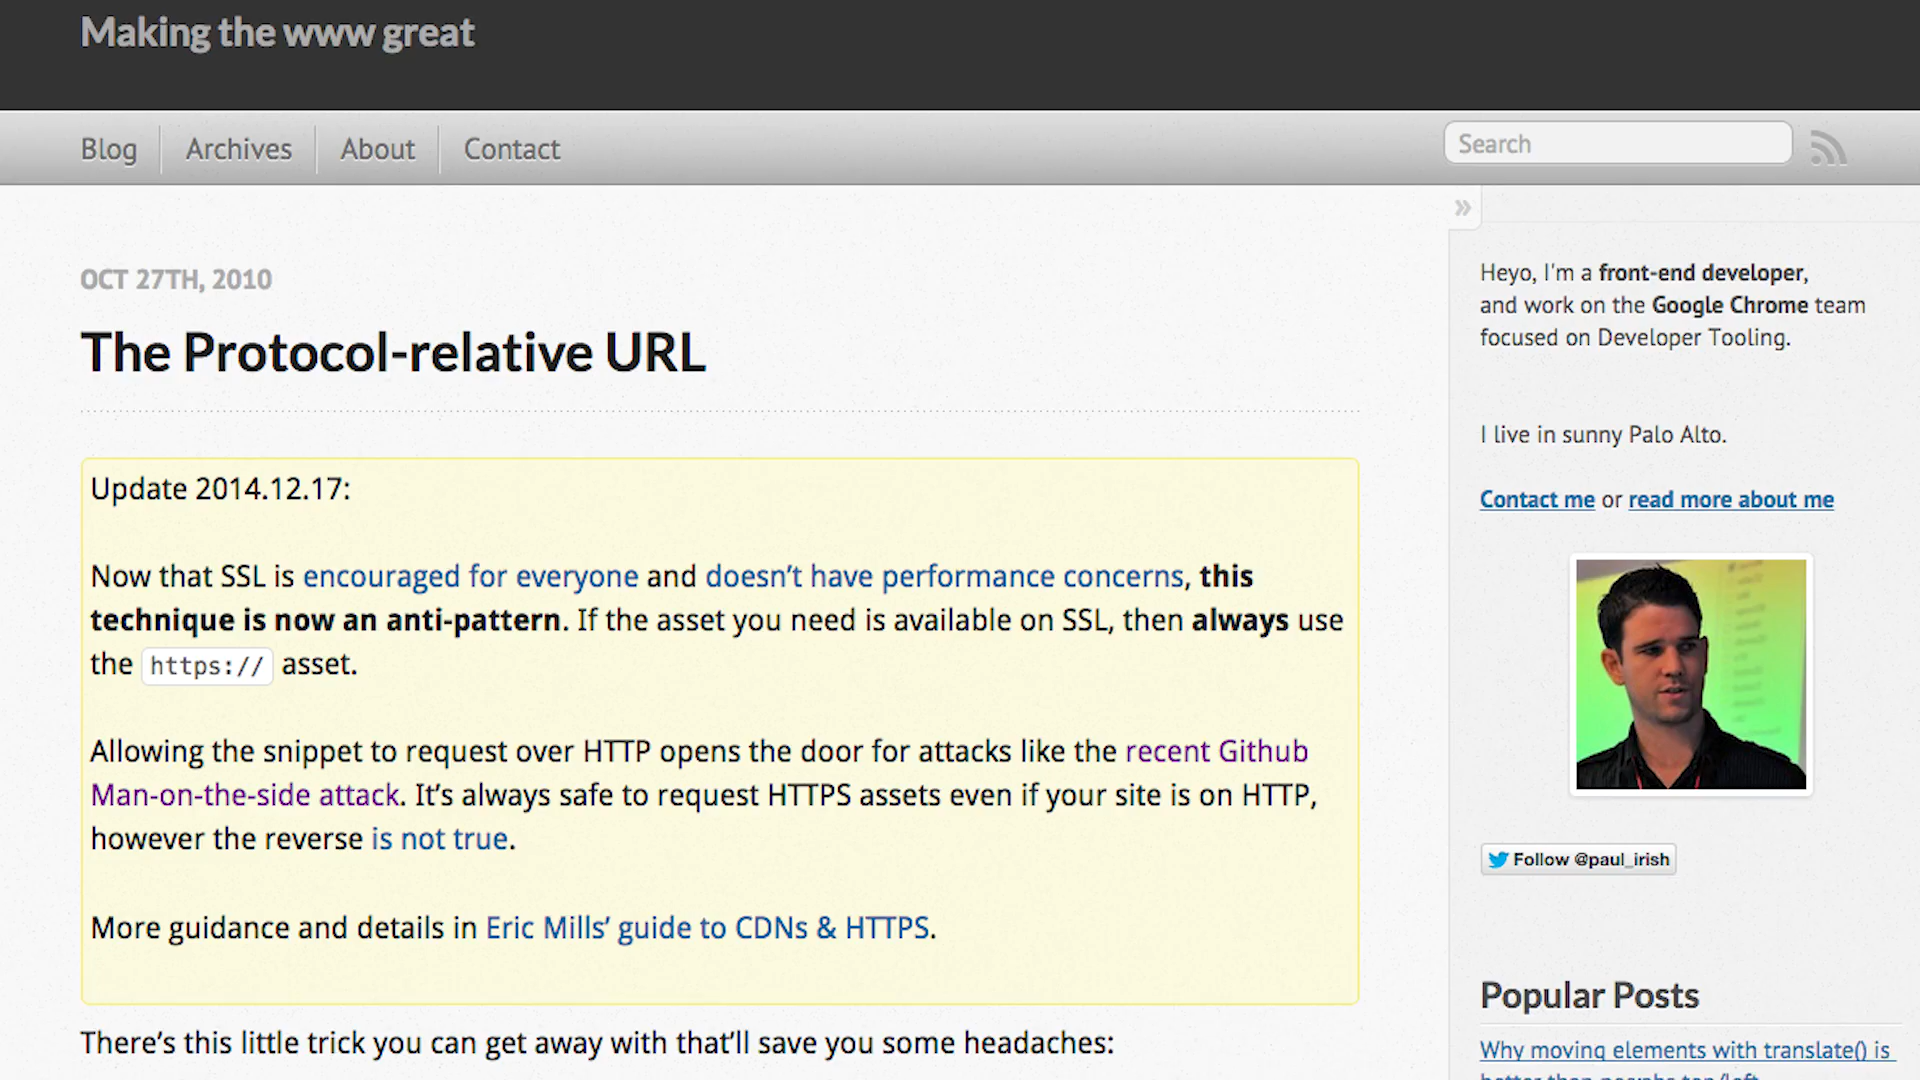 Making the www great
Blog
Archives
About
Contact
Search
»
OCT 27TH, 2010
The Protocol-relative URL
Update 2014.12.17:
Now that SSL is encouraged for everyone and doesn’t have performance concerns, this
technique is now an anti-pattern. If the asset you need is available on SSL, then always use
the https:// asset.
Allowing the snippet to request over HTTP opens the door for attacks like the recent Github
Man-on-the-side attack. It’s always safe to request HTTPS assets even if your site is on HTTP,
however the reverse is not true.
More guidance and details in Eric Mills’ guide to CDNs & HTTPS.
There’s this little trick you can get away with that’ll save you some headaches:
Heyo, I'm a front-end developer,
and work on the Google Chrome team
focused on Developer Tooling.
I live in sunny Palo Alto.
Contact me or read more about me
Follow @paul_irish
Popular Posts
Why moving elements with translate() is